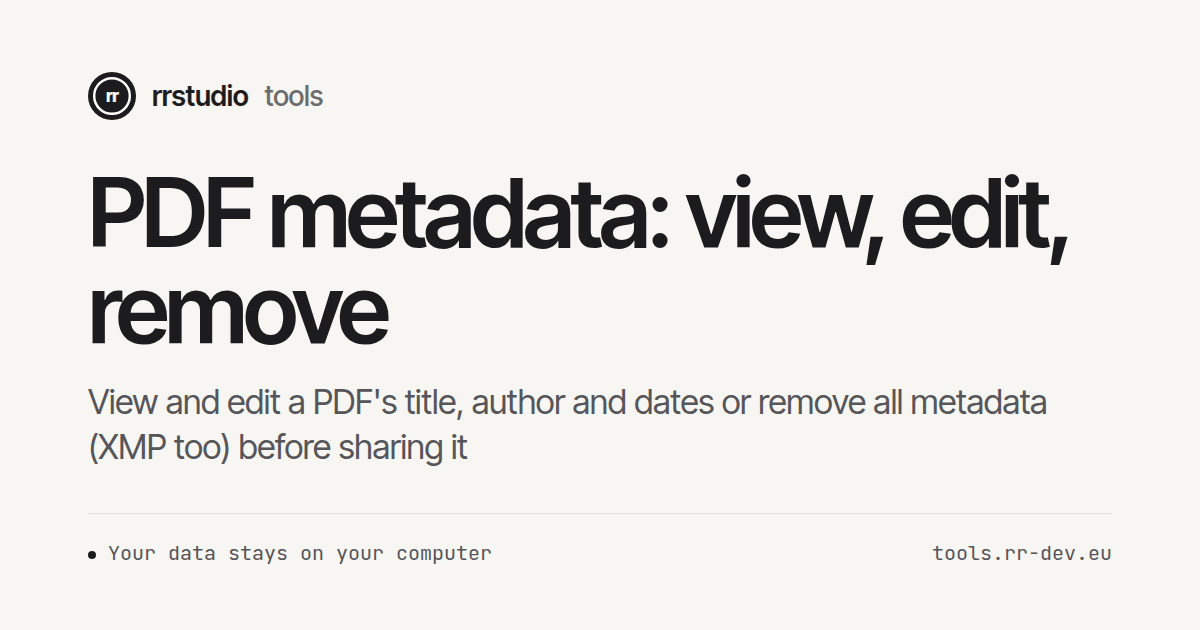 rr
rrstudio tools
PDF metadata: view, edit,
remove
View and edit a PDF's title, author and dates or remove all metadata
(XMP too) before sharing it
Your data stays on your computer
tools.rr-dev.eu